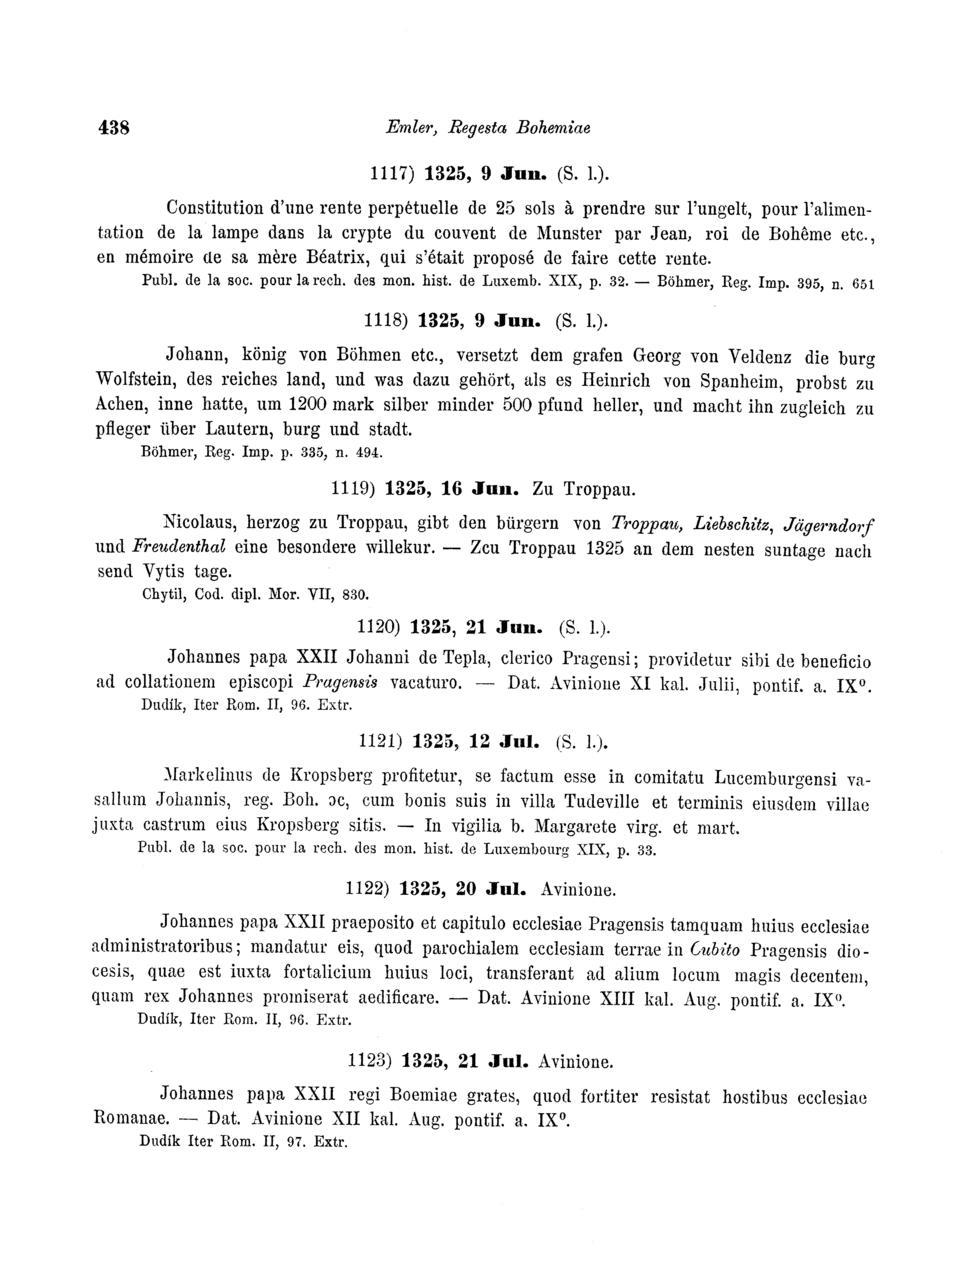 438 Emler, Regesta Bohemiae
1117) 1325, 9 Jun. (S. l.).
Constitution d'une rente perpétuelle de 25 sols à prendre sur l'ungelt, pour l'alimen-
tation de la lampe dans la crypte du couvent de Munster par Jean, roi de Bohême etc.,
en mémoire de sa mère Béatrix, qui s'était proposé de faire cette rente.
Publ. de la soc. pour la rech. des mon. hist. de Luxemb. XIX, p. 32. — Böhmer, Reg. Imp. 395, n. 651
1118) 1325, 9 Jun. (S. l.).
Johann, könig von Böhmen etc., versetzt dem grafen Georg von Veldenz die burg
Wolfstein, des reiches land, und was dazu gehört, als es Heinrich von Spanheim, probst zu
Achen, inne hatte, um 1200 mark silber minder 500 pfund heller, und macht ihn zugleich zu
pfleger über Lautern, burg und stadt.
Böhmer, Reg. Imp. p. 335, n. 494.
1119) 1325, 16 Jun. Zu Troppau.
Nicolaus, herzog zu Troppau, gibt den bürgern von Troppau, Liebschitz, Jägerndorf
und Freudenthal eine besondere willekur. — Zcu Troppau 1325 an dem nesten suntage nach
send Vytis tage.
Chytil, Cod. dipl. Mor. VII, 830.
1120) 1325, 21 Jun. (S. l.).
Johannes papa XXII Johanni de Tepla, clerico Pragensi; providetur sibi de beneficio
ad collationem episcopi Pragensis vacaturo. — Dat. Avinione XI kal. Julii, pontif. a. IX⁰.
Dudík, Iter Rom. II, 96. Extr.
1121) 1325, 12 Jul. (S. l.).
Markelinus de Kropsberg profitetur, se factum esse in comitatu Lucemburgensi va-
sallum Johannis, reg. Boh. ɔc, cum bonis suis in villa Tudeville et terminis eiusdem villae
juxta castrum eius Kropsberg sitis. — In vigilia b. Margarete virg. et mart.
Publ. de la soc. pour la rech. des mon. hist. de Luxembourg XIX, p. 33.
1122) 1325, 20 Jul. Avinione.
Johannes papa XXII praeposito et capitulo ecclesiae Pragensis tamquam huius ecclesiae
administratoribus; mandatur eis, quod parochialem ecclesiam terrae in Cubito Pragensis dio-
cesis, quae est iuxta fortalicium huius loci, transferant ad alium locum magis decentem,
quam rex Johannes promiserat aedificare. — Dat. Avinione XIII kal. Aug. pontif. a. IX⁰.
Dudík, Iter Rom. II, 96. Extr.
1123) 1325, 21 Jul. Avinione.
Johannes papa XXII regi Boemiae grates, quod fortiter resistat hostibus ecclesiae
Romanae. — Dat. Avinione XII kal. Aug. pontif. a. IX⁰.
Dudík Iter Rom. II, 97. Extr.